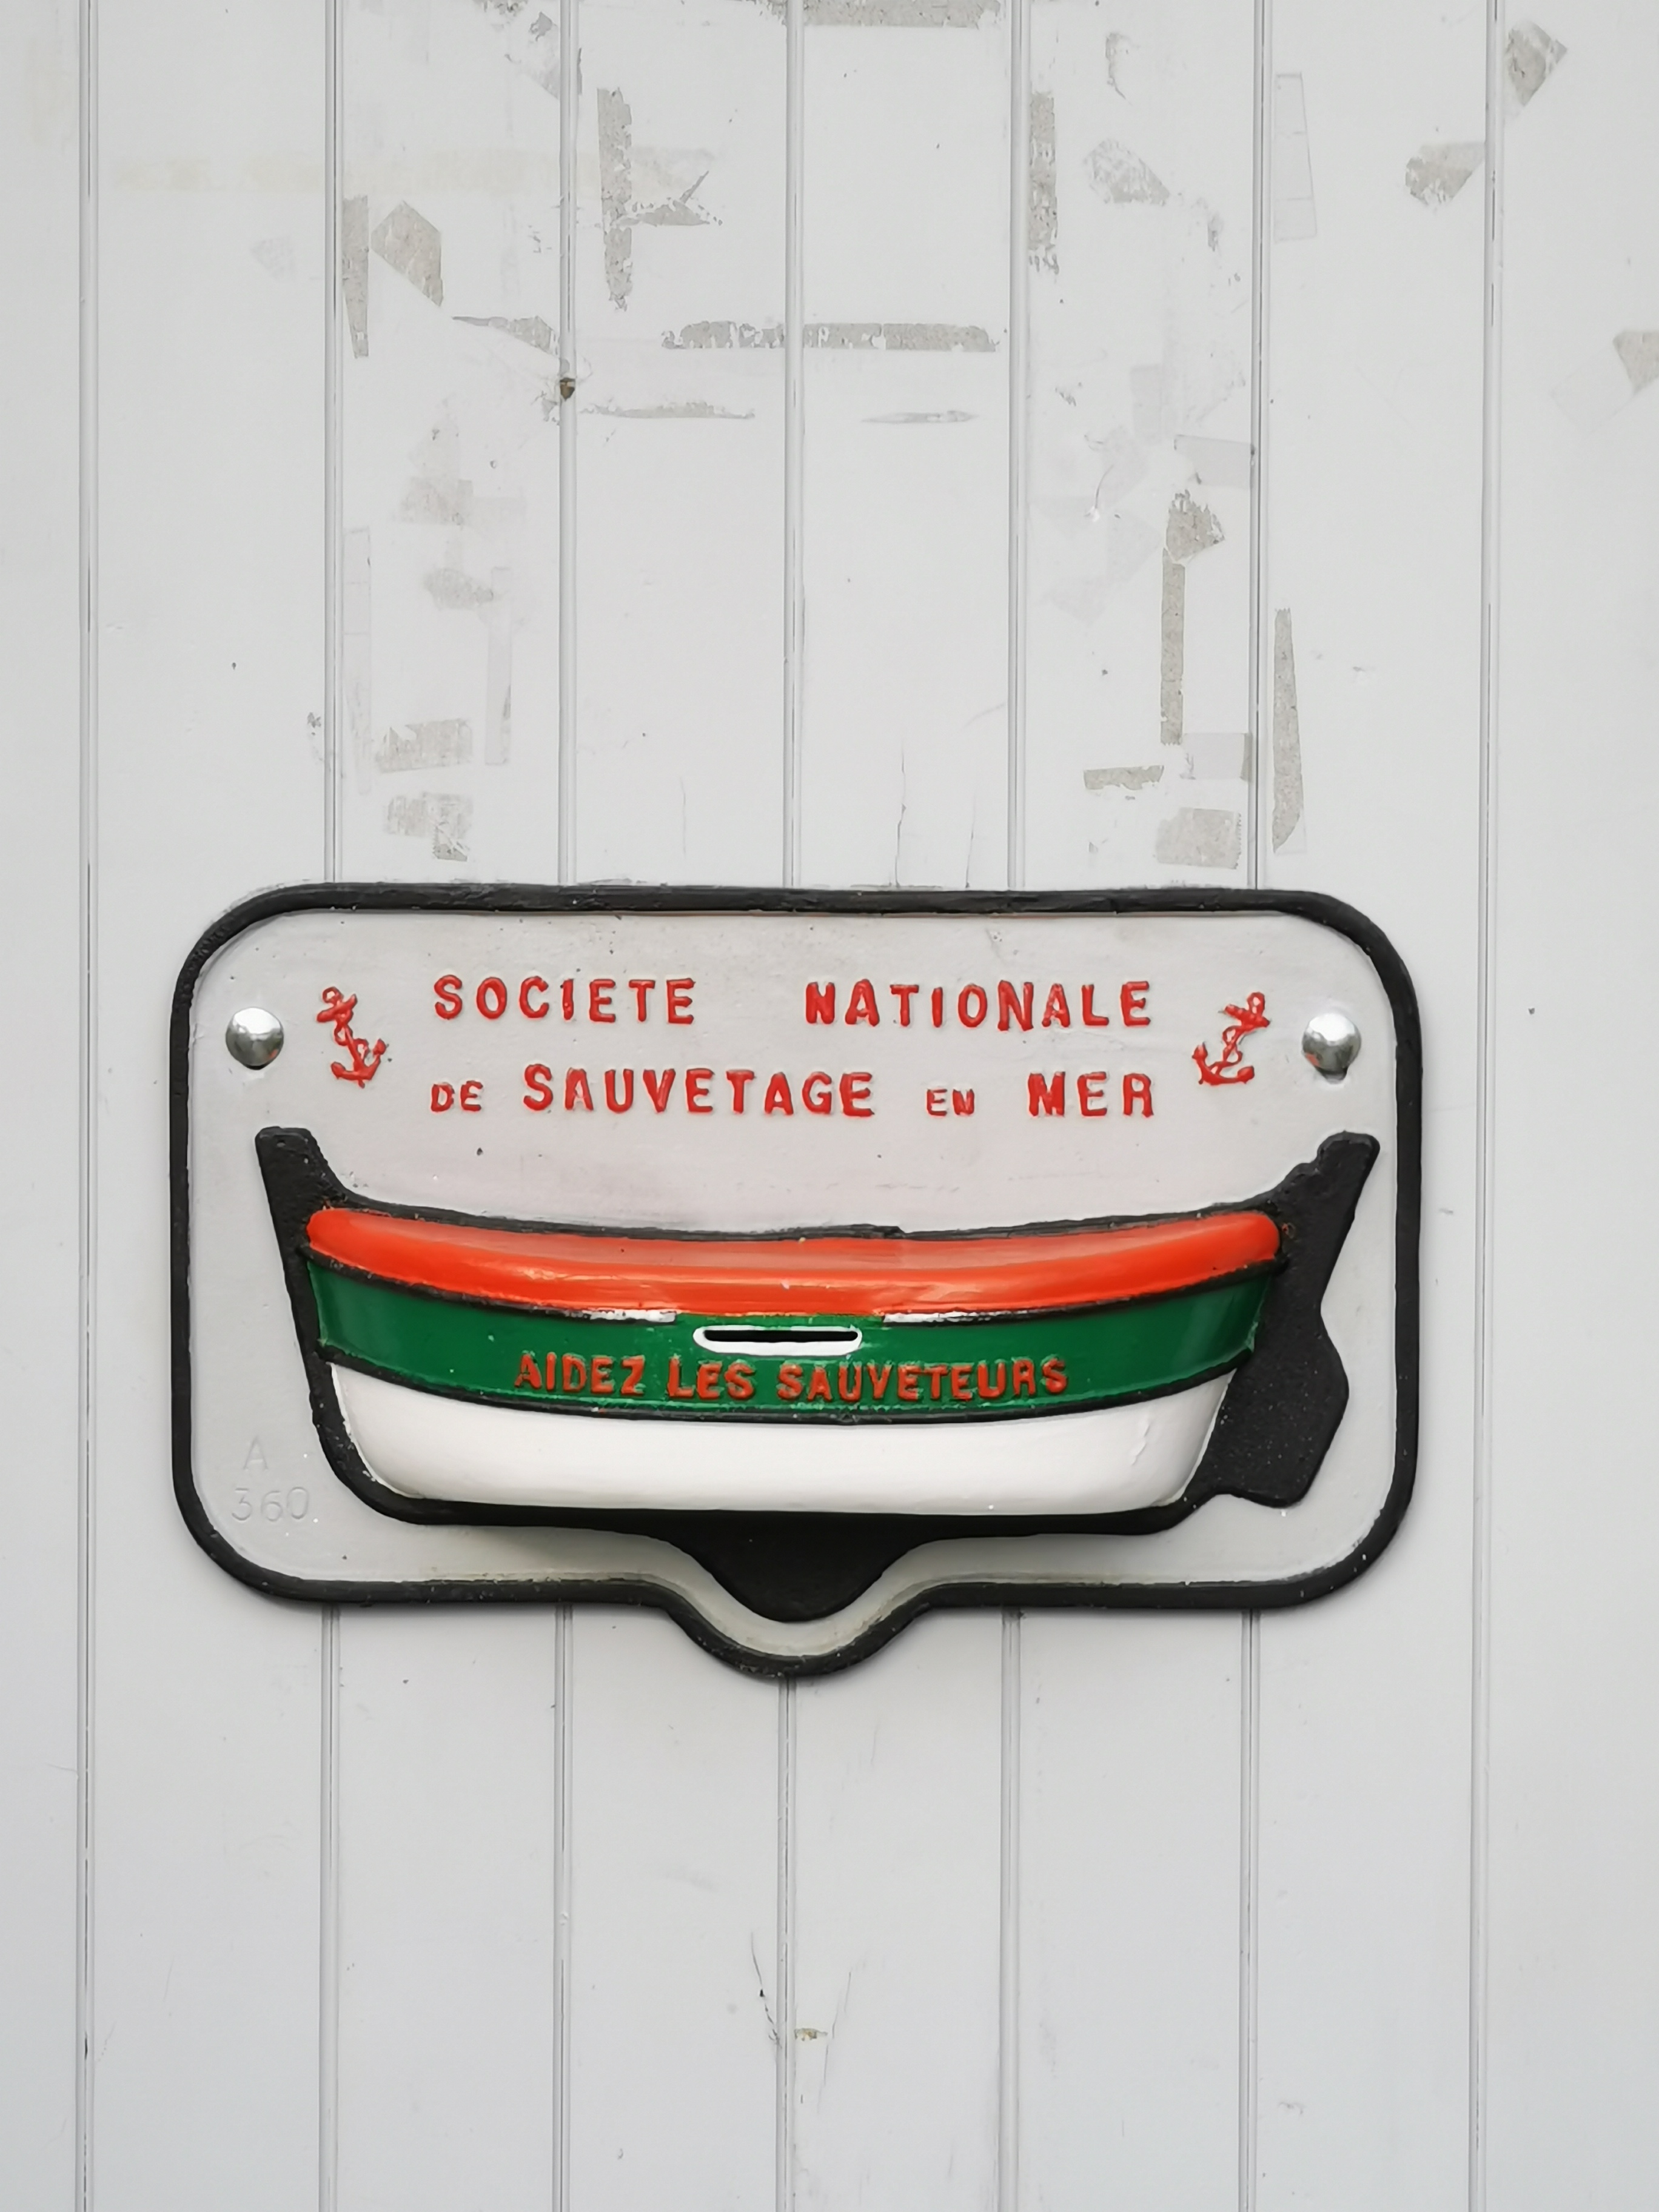 SOCIETE NATIONALE
DE SAUVETAGE EN MER
AIDEZ LES SAUVETEURS
A
360